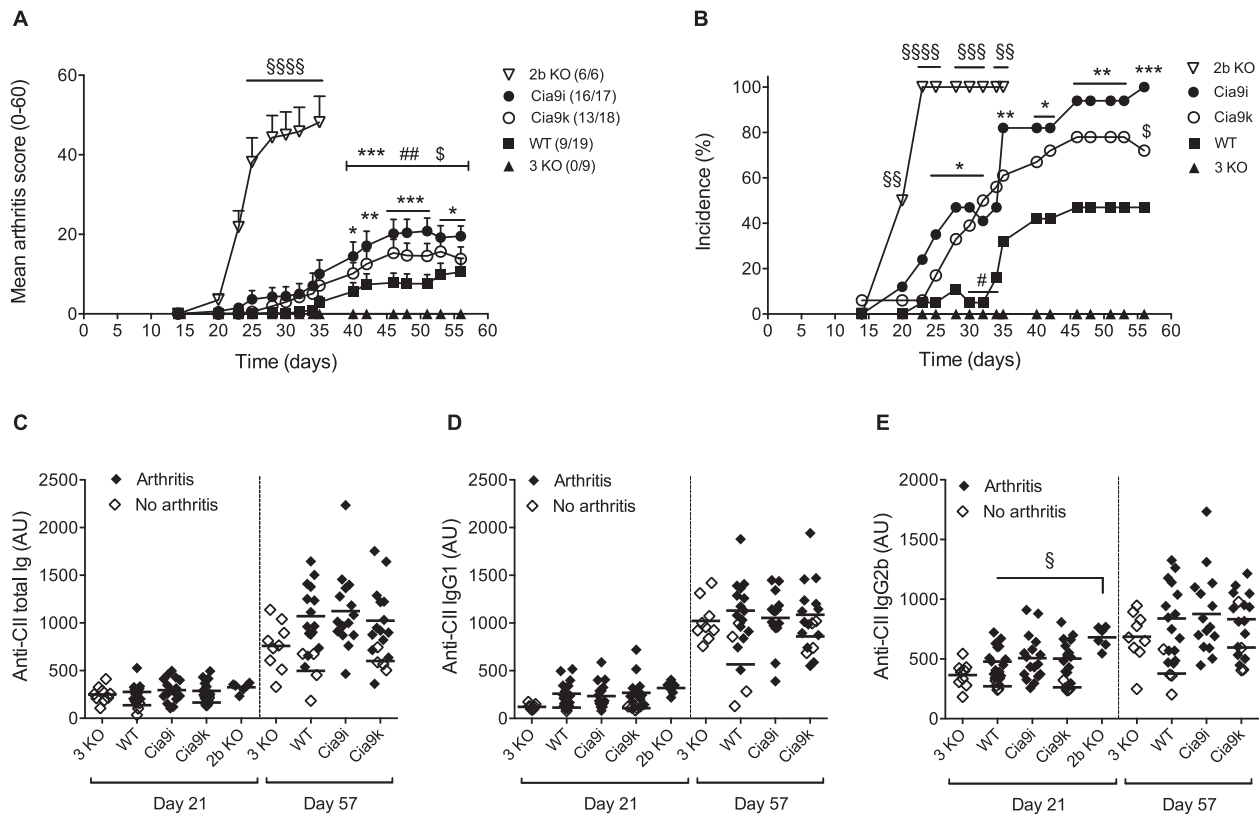 A
Mean arthritis score (0-60)
60
40
20
0
§§§§
*** ## $
*
**
***
*
0 5 10 15 20 25 30 35 40 45 50 55 60
Time (days)
2b KO (6/6)
Cia9i (16/17)
Cia9k (13/18)
WT (9/19)
3 KO (0/9)
B
Incidence (%)
100
80
60
40
20
0
§§§§ §§§ §§
§§
*
#
**
*
**
***
$
0 5 10 15 20 25 30 35 40 45 50 55 60
Time (days)
2b KO
Cia9i
Cia9k
WT
3 KO
C
Anti-CII total Ig (AU)
2500
2000
1500
1000
500
0
Arthritis
No arthritis
3 KO WT Cia9i Cia9k 2b KO 3 KO WT Cia9i Cia9k
Day 21 Day 57
D
Anti-CII IgG1 (AU)
2500
2000
1500
1000
500
0
Arthritis
No arthritis
3 KO WT Cia9i Cia9k 2b KO 3 KO WT Cia9i Cia9k
Day 21 Day 57
E
Anti-CII IgG2b (AU)
2000
1500
1000
500
0
Arthritis
No arthritis
§
3 KO WT Cia9i Cia9k 2b KO 3 KO WT Cia9i Cia9k
Day 21 Day 57